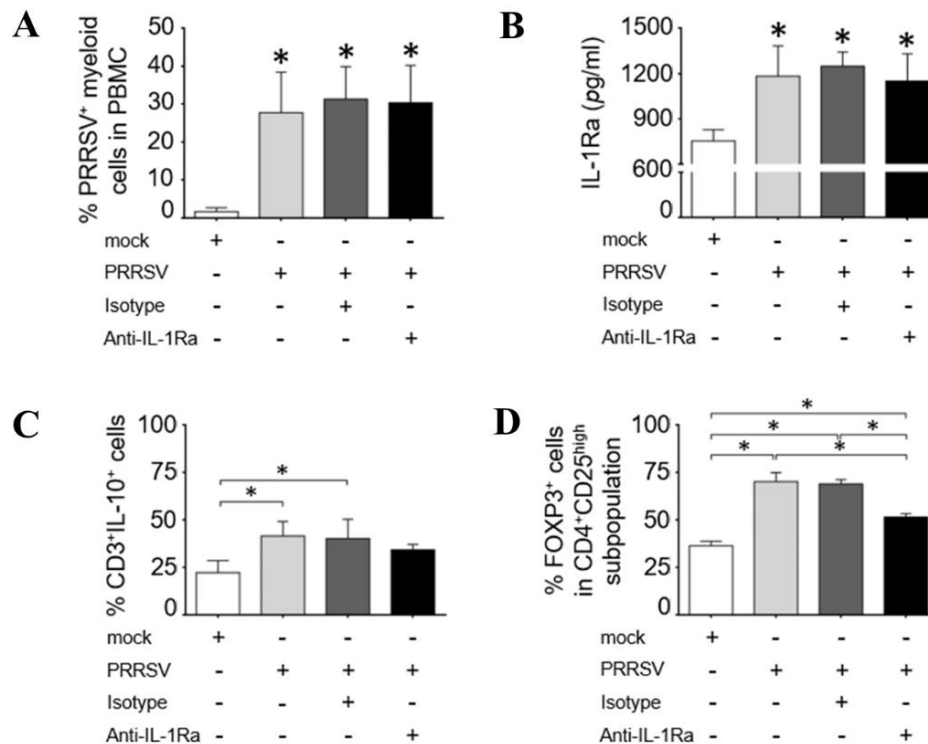 A
% PRRSV⁺ myeloid
cells in PBMC
50
40
30
20
10
0
* * *
mock + - - -
PRRSV - + + +
Isotype - - + -
Anti-IL-1Ra - - - +
B
IL-1Ra (pg/ml)
1500
1200
900
600
600
0
* * *
mock + - - -
PRRSV - + + +
Isotype - - + -
Anti-IL-1Ra - - - +
C
% CD3⁺IL-10⁺ cells
100
75
50
25
0
*
*
mock + - - -
PRRSV - + + +
Isotype - - + -
Anti-IL-1Ra - - - +
D
% FOXP3⁺ cells
in CD4⁺CD25ʰⁱᵍʰ
subpopulation
100
75
50
25
0
*
* *
* *
mock + - - -
PRRSV - + + +
Isotype - - + -
Anti-IL-1Ra - - - +